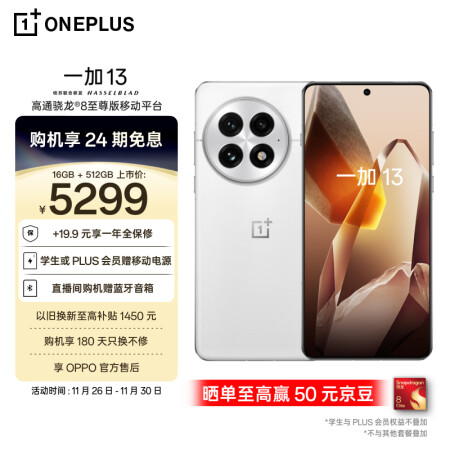 ONEPLUS
一加 13
HASSELBLAD
高通骁龙®8至尊版移动平台
购机享 24 期免息
16GB + 512GB 上市价:
¥5299
保 +19.9 元享一年全保修
学生或 PLUS 会员赠移动电源
直播间购机赠蓝牙音箱
以旧换新至高补贴 1450 元
购机享 180 天只换不修
享 OPPO 官方售后
活动时间 : 11 月 26 日 - 11 月 30 日
一加 13
晒单至高赢 50 元京豆
Snapdragon
8
Elite
*学生与 PLUS 会员权益不叠加
*不与其他套餐叠加